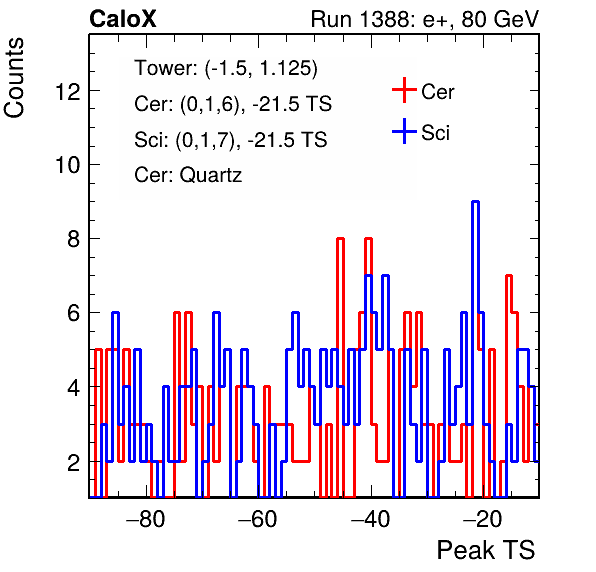 CaloX Run 1388: e+, 80 GeV
Counts
Tower: (-1.5, 1.125)
Cer: (0,1,6), -21.5 TS
Sci: (0,1,7), -21.5 TS
Cer: Quartz
Cer
Sci
12
10
8
6
4
2
−80 −60 −40 −20
Peak TS